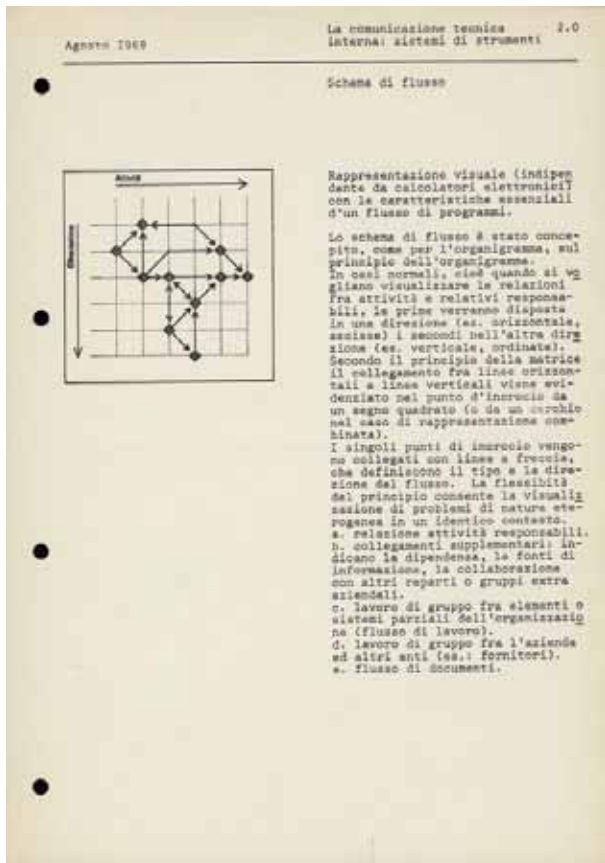 Agosto 1968
La comunicazione tecnica 2.0
interna: sistemi di strumenti
Schema di flusso
Attività
Rappresentazione visuale (indipen
dente da calcolatori elettronici)
con le caratteristiche essenziali
d'un flusso di programmi.
Lo schema di flusso è stato conce-
pito, come per l'organigramma, sul
principio dell'organigramma.
In casi normali, cioè quando si vo
gliano visualizzare le relazioni
fra attività e relativi responsa-
bili, le prime verranno disposte
in una direzione (es. orizzontale,
ascisse) i secondi nell'altra dire
zione (es. verticale, ordinate).
Secondo il principio della matrice
il collegamento fra linee orizzon-
tali e linee verticali viene evi-
denziato nel punto d'incrocio da
un segno quadrato (o da un cerchio
nel caso di rappresentazione com-
binata).
I singoli punti di incrocio vengo-
no collegati con linee a freccia,
che definiscono il tipo e la dire-
zione del flusso. La flessibità
del principio consente la visualiz
zazione di problemi di natura ete-
rogenea in un identico contesto.
a. relazione attività responsabili.
b. collegamenti supplementari: in-
dicano la dipendenza, le fonti di
informazione, la collaborazione
con altri reparti o gruppi extra
aziendali.
c. lavoro di gruppo fra elementi o
sistemi parziali dell'organizzazio
ne (flusso di lavoro).
d. lavoro di gruppo fra l'azienda
ed altri enti (es.: fornitori).
e. flusso di documenti.